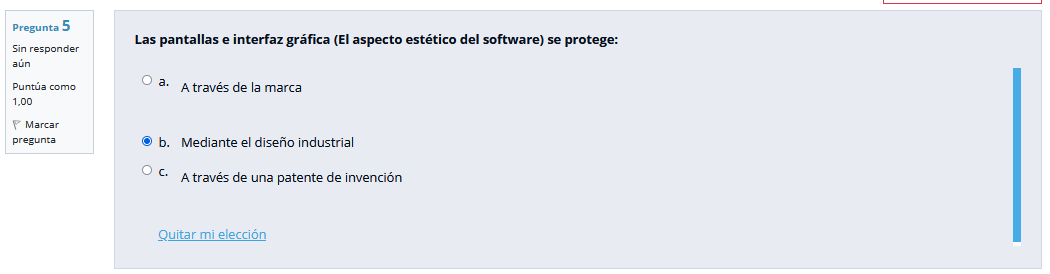 Pregunta 5
Sin responder
aún
Puntúa como
1,00
Marcar
pregunta
Las pantallas e interfaz gráfica (El aspecto estético del software) se protege:
a. A través de la marca
b. Mediante el diseño industrial
c. A través de una patente de invención
Quitar mi elección